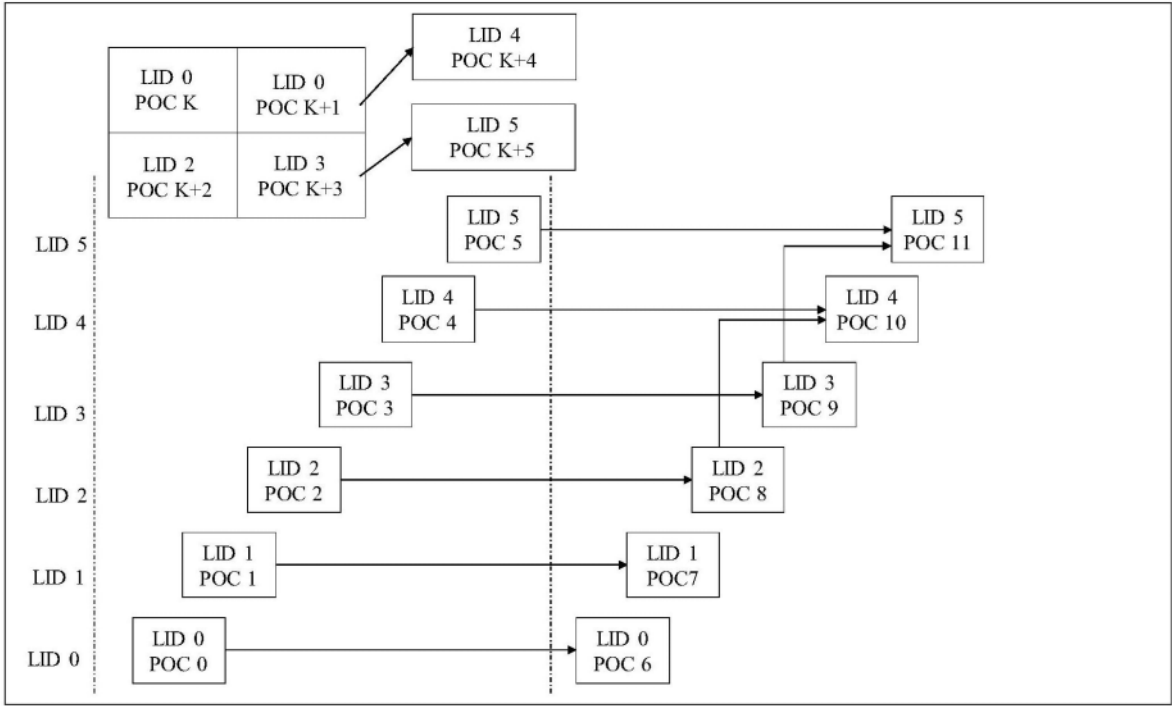 LID 4
POC K+4
LID 0
POC K
LID 0
POC K+1
LID 5
POC K+5
LID 2
POC K+2
LID 3
POC K+3
LID 5
LID 5
POC 5
LID 5
POC 11
LID 4
LID 4
POC 4
LID 4
POC 10
LID 3
LID 3
POC 3
LID 3
POC 9
LID 2
LID 2
POC 2
LID 2
POC 8
LID 1
LID 1
POC 1
LID 1
POC7
LID 0
LID 0
POC 0
LID 0
POC 6